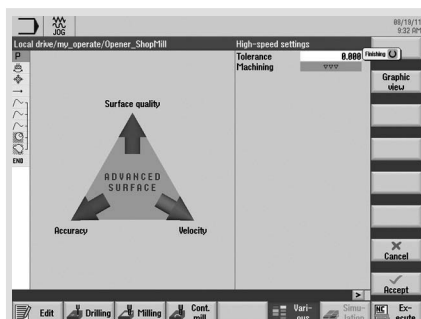 08/19/11
9:32 AM
JOG
Local drive/my_operate/Opener_ShopMill
High-speed settings
P
Tolerance 0.000
Finishing
Machining ▽▽▽
Graphic
view
Surface quality
END
ADVANCED
SURFACE
Accuracy
Velocity
Cancel
Accept
>
Edit
Drilling
Milling
Cont.
mill
Vari-
ous
Simu-
lation
NC
Ex-
ecute